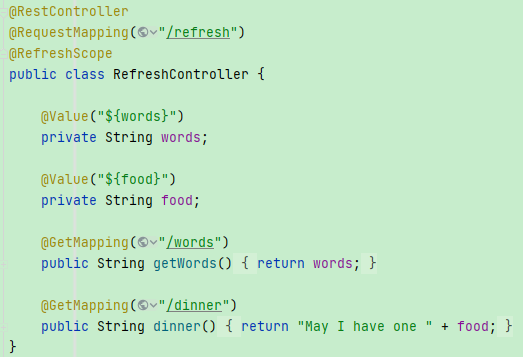 @RestController
@RequestMapping("/refresh")
@RefreshScope
public class RefreshController {
@Value("${words}")
private String words;
@Value("${food}")
private String food;
@GetMapping("/words")
public String getWords() { return words; }
@GetMapping("/dinner")
public String dinner() { return "May I have one " + food; }
}